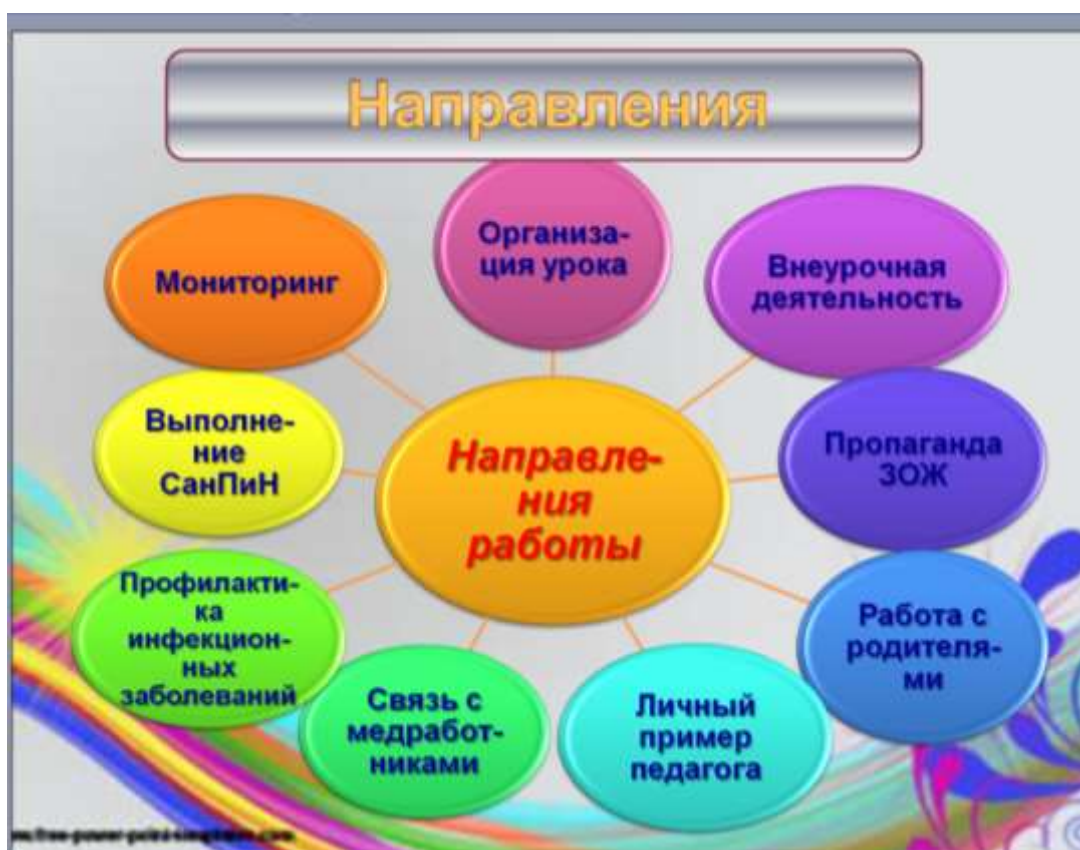 Направления
Организа-
ция урока
Внеурочная
деятельность
Мониторинг
Пропаганда
ЗОЖ
Выполне-
ние
СанПиН
Направле-
ния
работы
Работа с
родителя-
ми
Профилакти-
ка
инфекцион-
ных
заболеваний
Связь с
медработ-
никами
Личный
пример
педагога